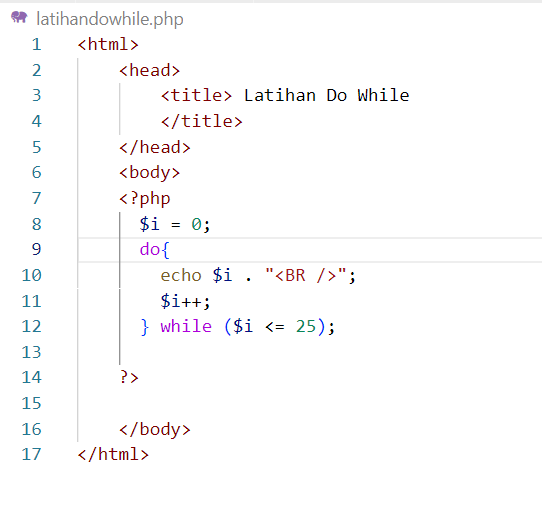 latihandowhile.php
1 <html>
2 <head>
3 <title> Latihan Do While
4 </title>
5 </head>
6 <body>
7 <?php
8 $i = 0;
9 do{
10 echo $i . "<BR />";
11 $i++;
12 } while ($i <= 25);
13
14 ?>
15
16 </body>
17 </html>